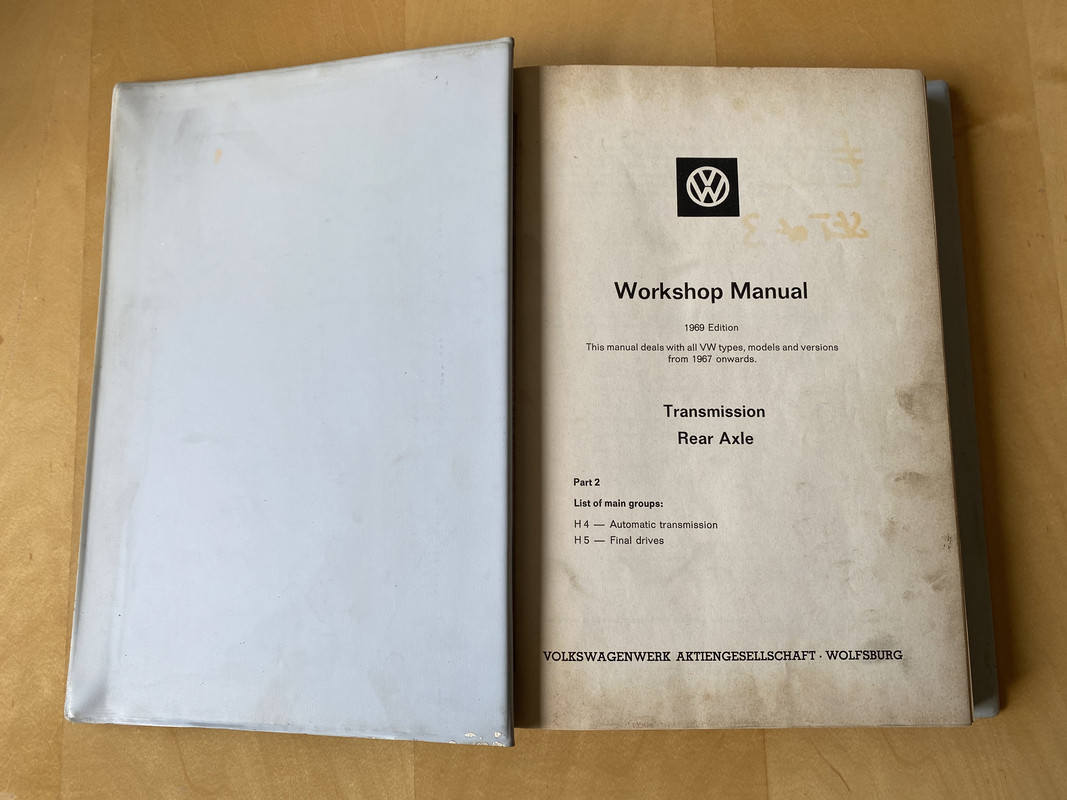 VW
Workshop Manual
1969 Edition
This manual deals with all VW types, models and versions
from 1967 onwards.
Transmission
Rear Axle
Part 2
List of main groups:
H 4 — Automatic transmission
H 5 — Final drives
VOLKSWAGENWERK AKTIENGESELLSCHAFT · WOLFSBURG